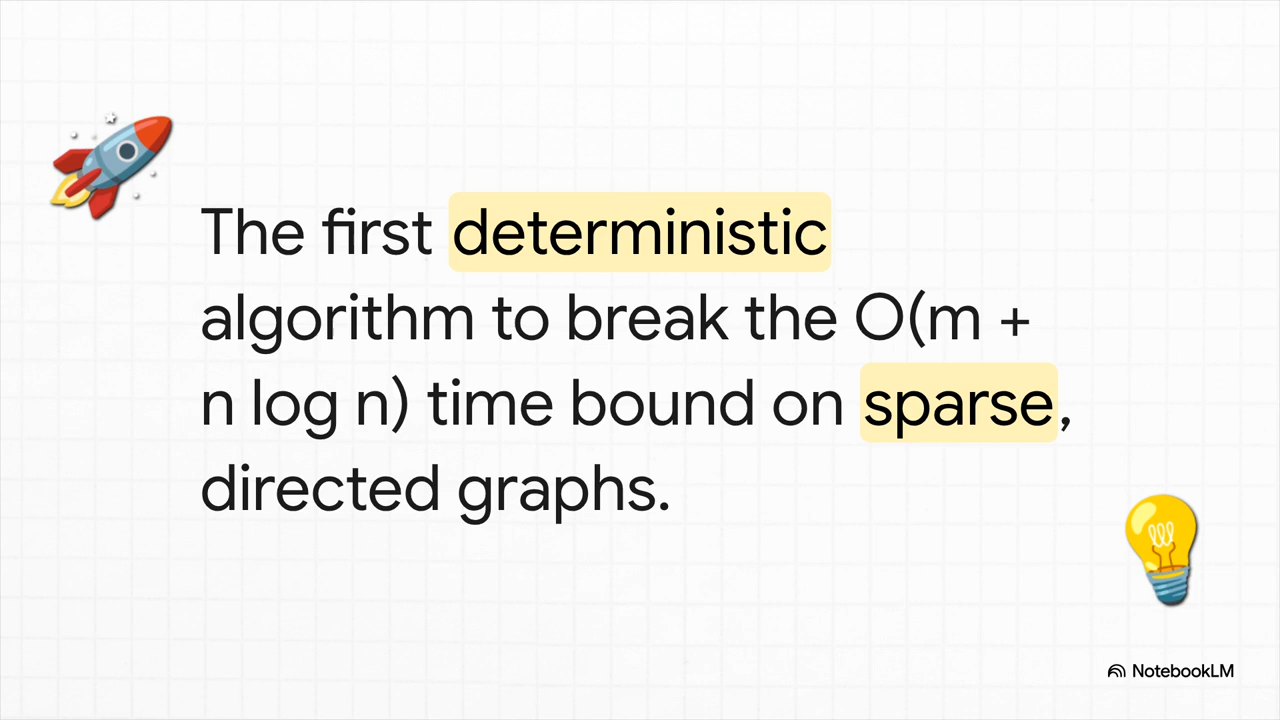 The first deterministic
algorithm to break the O(m +
n log n) time bound on sparse,
directed graphs.
NotebookLM